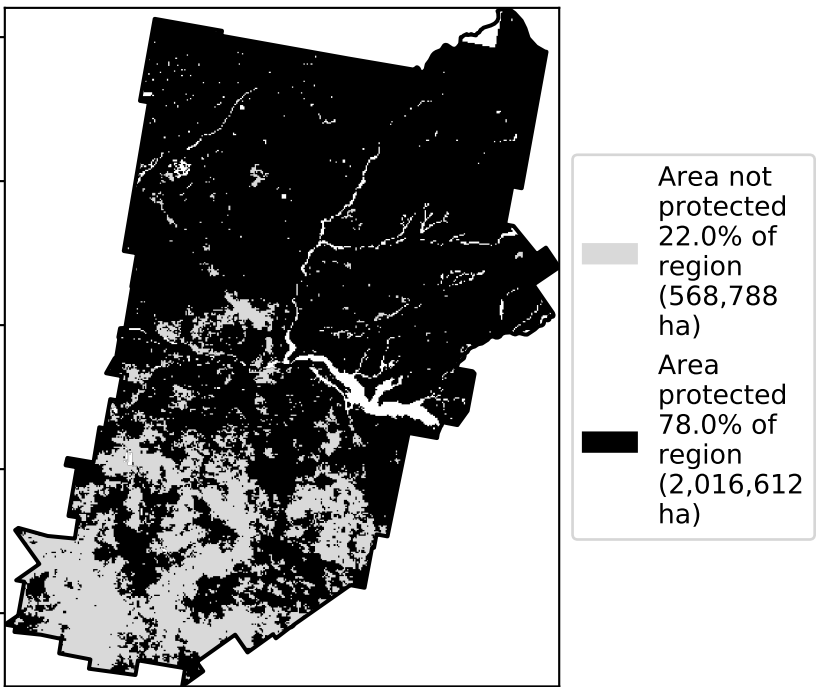 Area not
protected
22.0% of
region
(568,788
ha)
Area
protected
78.0% of
region
(2,016,612
ha)